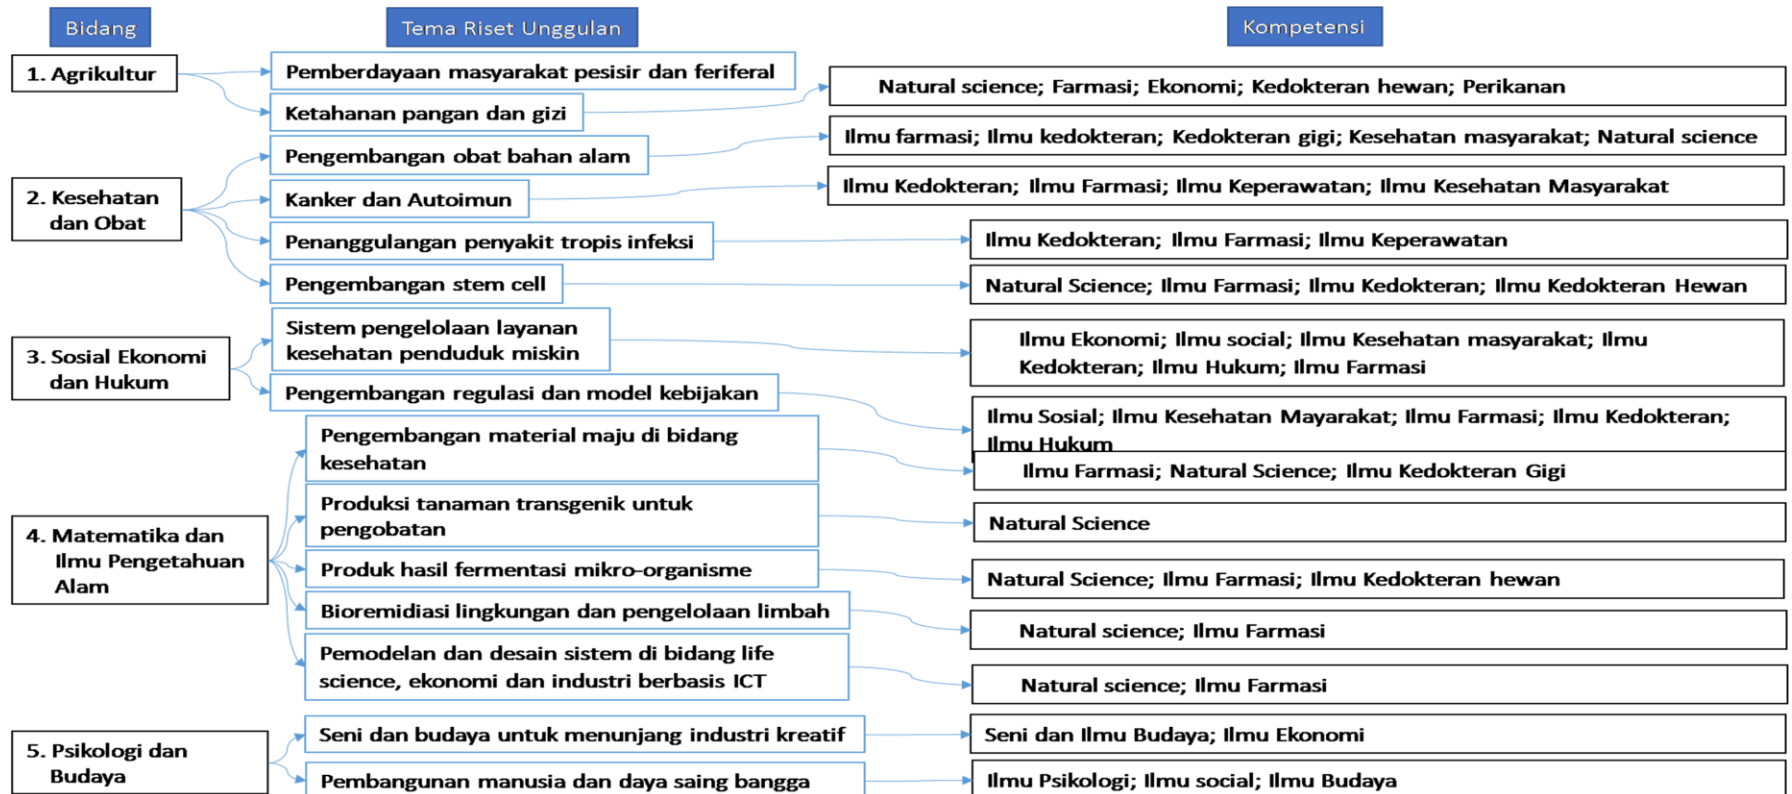 Bidang
Tema Riset Unggulan
Kompetensi
1. Agrikultur
Pemberdayaan masyarakat pesisir dan feriferal
Ketahanan pangan dan gizi
Natural science; Farmasi; Ekonomi; Kedokteran hewan; Perikanan
2. Kesehatan
dan Obat
Pengembangan obat bahan alam
Ilmu farmasi; Ilmu kedokteran; Kedokteran gigi; Kesehatan masyarakat; Natural science
Kanker dan Autoimun
Ilmu Kedokteran; Ilmu Farmasi; Ilmu Keperawatan; Ilmu Kesehatan Masyarakat
Penanggulangan penyakit tropis infeksi
Ilmu Kedokteran; Ilmu Farmasi; Ilmu Keperawatan
Pengembangan stem cell
Natural Science; Ilmu Farmasi; Ilmu Kedokteran; Ilmu Kedokteran Hewan
3. Sosial Ekonomi
dan Hukum
Sistem pengelolaan layanan
kesehatan penduduk miskin
Ilmu Ekonomi; Ilmu social; Ilmu Kesehatan masyarakat; Ilmu
Kedokteran; Ilmu Hukum; Ilmu Farmasi
Pengembangan regulasi dan model kebijakan
Ilmu Sosial; Ilmu Kesehatan Mayarakat; Ilmu Farmasi; Ilmu Kedokteran;
Ilmu Hukum
4. Matematika dan
Ilmu Pengetahuan
Alam
Pengembangan material maju di bidang
kesehatan
Ilmu Farmasi; Natural Science; Ilmu Kedokteran Gigi
Produksi tanaman transgenik untuk
pengobatan
Natural Science
Produk hasil fermentasi mikro-organisme
Natural Science; Ilmu Farmasi; Ilmu Kedokteran hewan
Bioremidiasi lingkungan dan pengelolaan limbah
Natural science; Ilmu Farmasi
Pemodelan dan desain sistem di bidang life
science, ekonomi dan industri berbasis ICT
Natural science; Ilmu Farmasi
5. Psikologi dan
Budaya
Seni dan budaya untuk menunjang industri kreatif
Seni dan Ilmu Budaya; Ilmu Ekonomi
Pembangunan manusia dan daya saing bangga
Ilmu Psikologi; Ilmu social; Ilmu Budaya